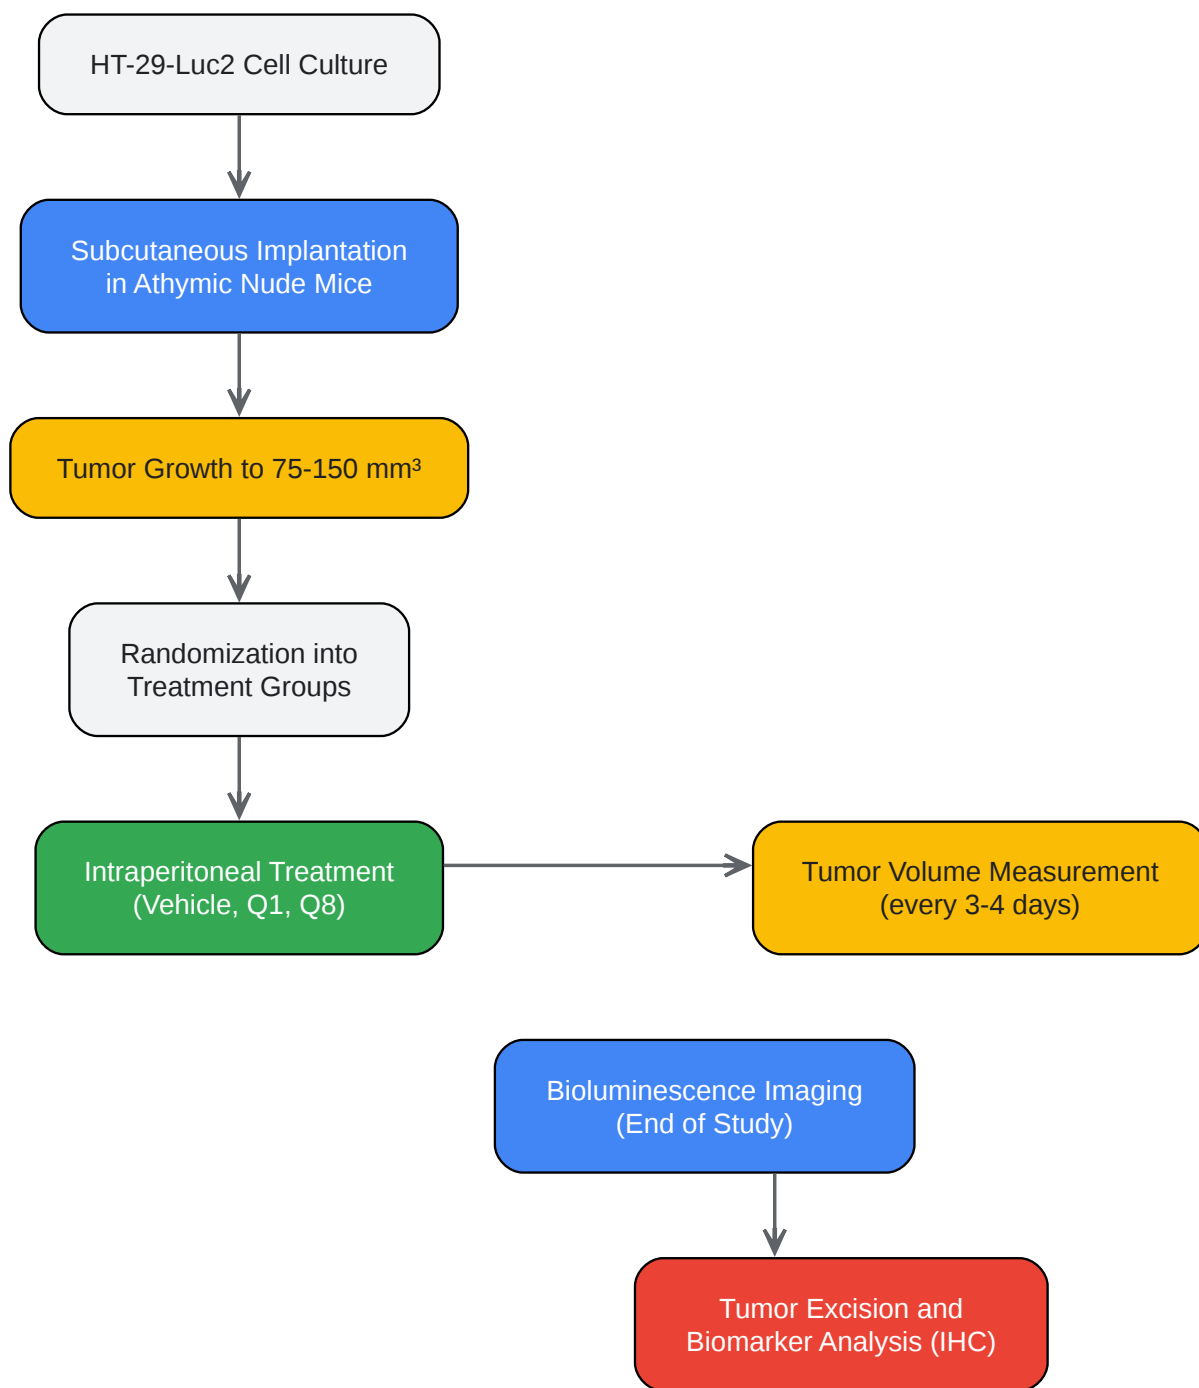 HT-29-Luc2 Cell Culture
Subcutaneous Implantation
in Athymic Nude Mice
Tumor Growth to 75-150 mm³
Randomization into
Treatment Groups
Intraperitoneal Treatment
(Vehicle, Q1, Q8)
Tumor Volume Measurement
(every 3-4 days)
Bioluminescence Imaging
(End of Study)
Tumor Excision and
Biomarker Analysis (IHC)